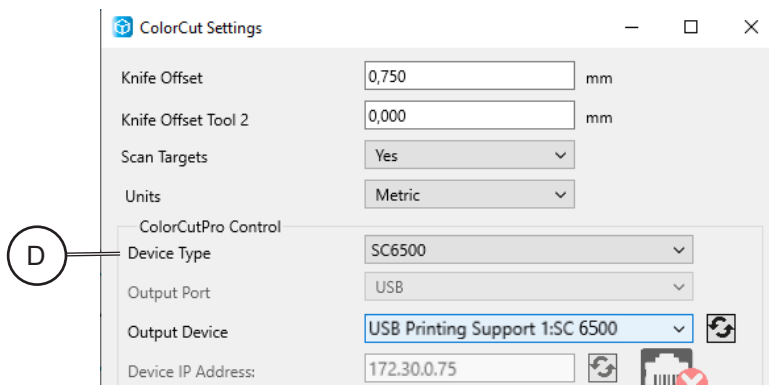 ColorCut Settings
Knife Offset 0,750 mm
Knife Offset Tool 2 0,000 mm
Scan Targets Yes
Units Metric
ColorCutPro Control
D Device Type SC6500
Output Port USB
Output Device USB Printing Support 1:SC 6500
Device IP Address: 172.30.0.75